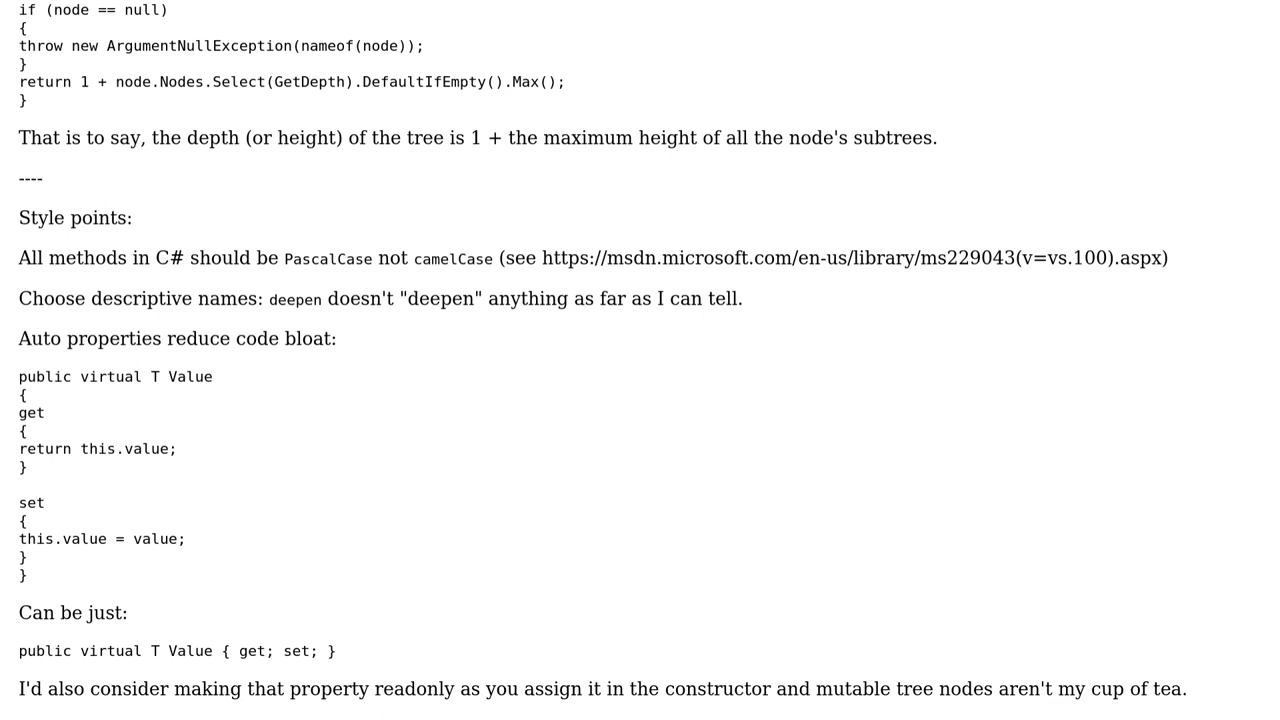 if (node == null)
{
throw new ArgumentNullException(nameof(node));
}
return 1 + node.Nodes.Select(GetDepth).DefaultIfEmpty().Max();
}
That is to say, the depth (or height) of the tree is 1 + the maximum height of all the node's subtrees.
----
Style points:
All methods in C# should be PascalCase not camelCase (see https://msdn.microsoft.com/en-us/library/ms229043(v=vs.100).aspx)
Choose descriptive names: deepen doesn't "deepen" anything as far as I can tell.
Auto properties reduce code bloat:
public virtual T Value
{
get
{
return this.value;
}
set
{
this.value = value;
}
}
Can be just:
public virtual T Value { get; set; }
I'd also consider making that property readonly as you assign it in the constructor and mutable tree nodes aren't my cup of tea.